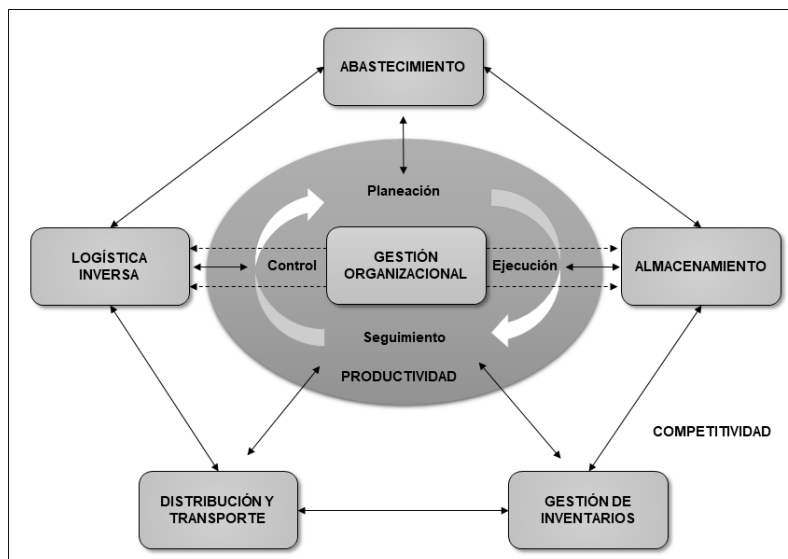 ABASTECIMIENTO
Planeación
LOGÍSTICA
INVERSA
Control
GESTIÓN
ORGANIZACIONAL
Ejecución
ALMACENAMIENTO
Seguimiento
PRODUCTIVIDAD
COMPETITIVIDAD
DISTRIBUCIÓN Y
TRANSPORTE
GESTIÓN DE
INVENTARIOS